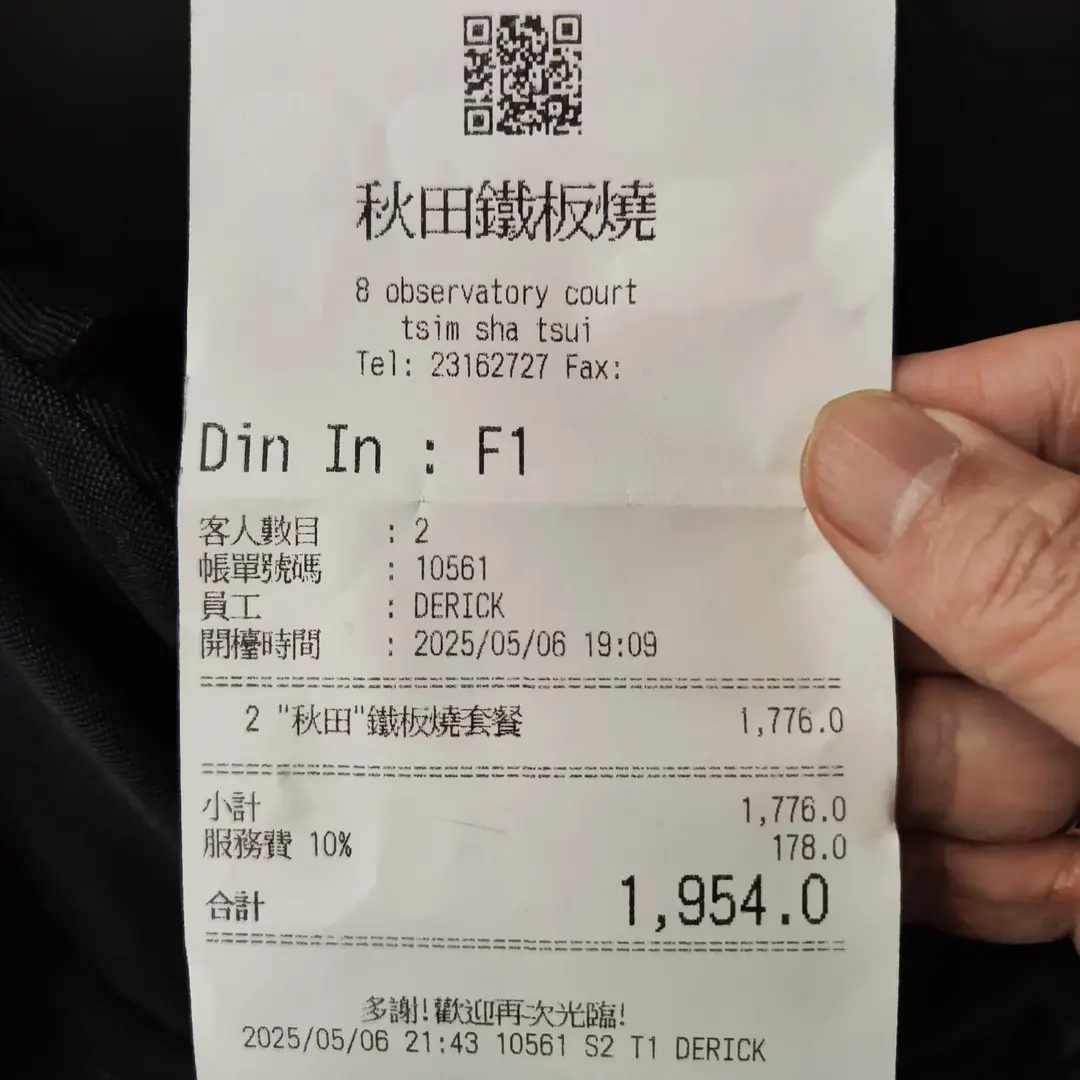 秋田鐵板燒
8 observatory court
tsim sha tsui
Tel: 23162727 Fax:
Din In : F1
客人數目 : 2
帳單號碼 : 10561
員工 : DERICK
開檯時間 : 2025/05/06 19:09
2 "秋田"鐵板燒套餐 1,776.0
小計 1,776.0
服務費 10% 178.0
合計 1,954.0
多謝!歡迎再次光臨!
2025/05/06 21:43 10561 S2 T1 DERICK